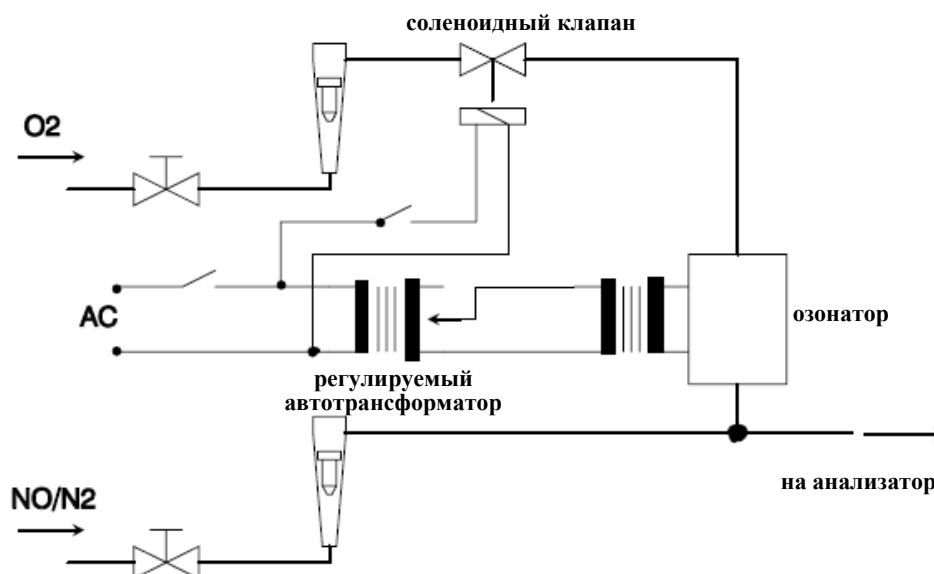 соленоидный клапан
O2
AC
озонатор
регулируемый
автотрансформатор
на анализатор
NO/N2